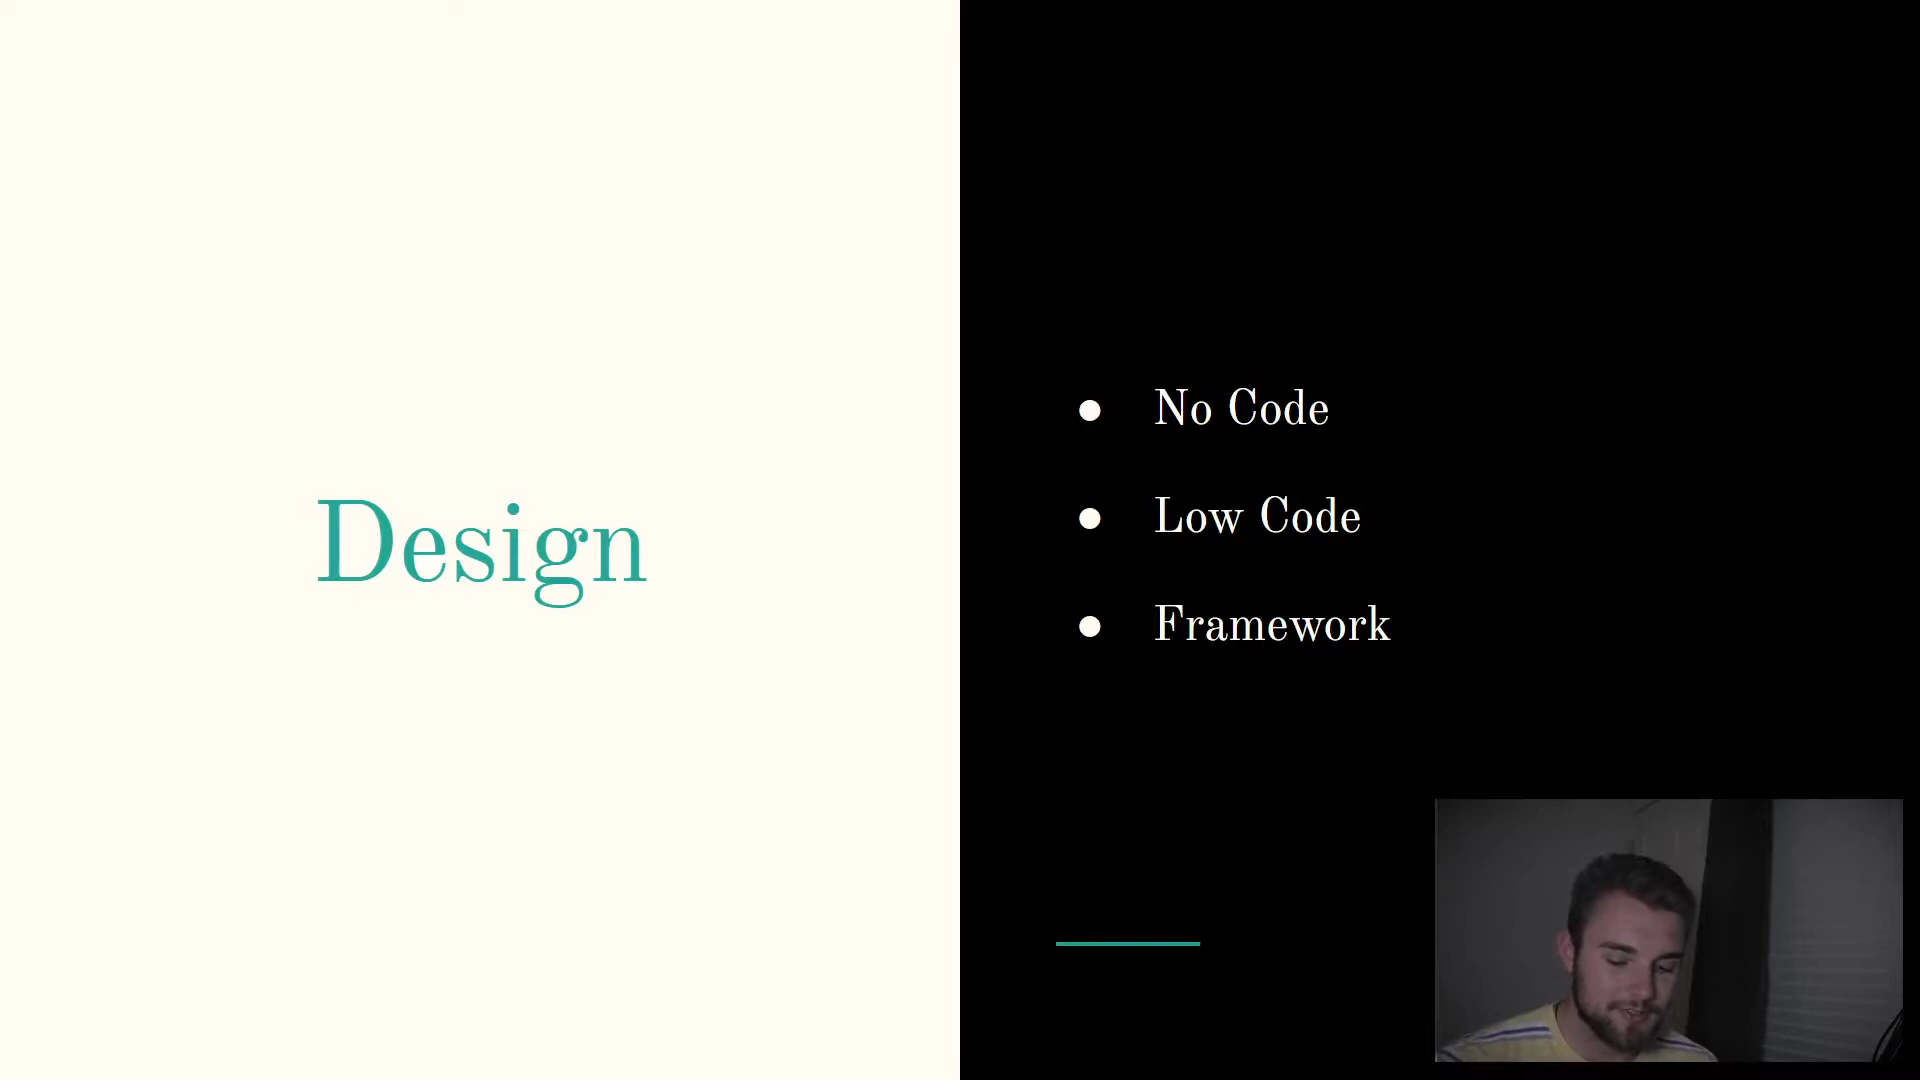 Design
● No Code
● Low Code
● Framework